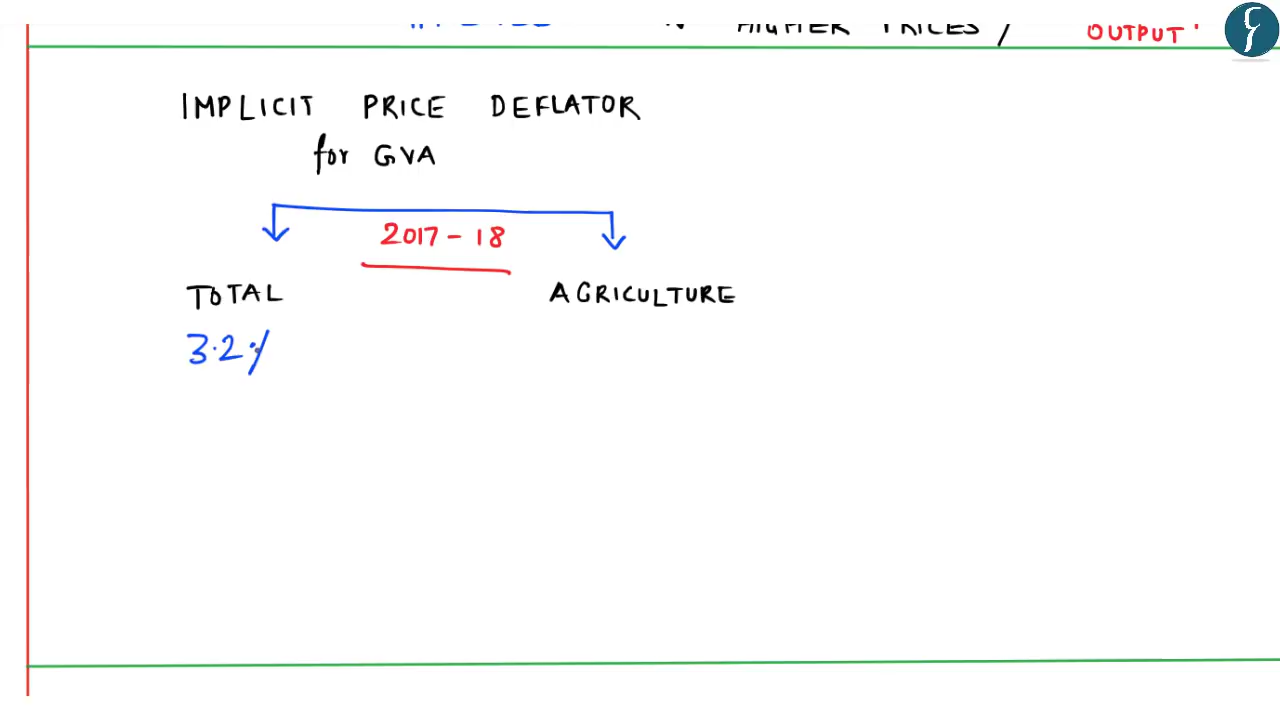 HIGHER PRICES / OUTPUT
IMPLICIT PRICE DEFLATOR
for GVA
2017-18
TOTAL AGRICULTURE
3.2%